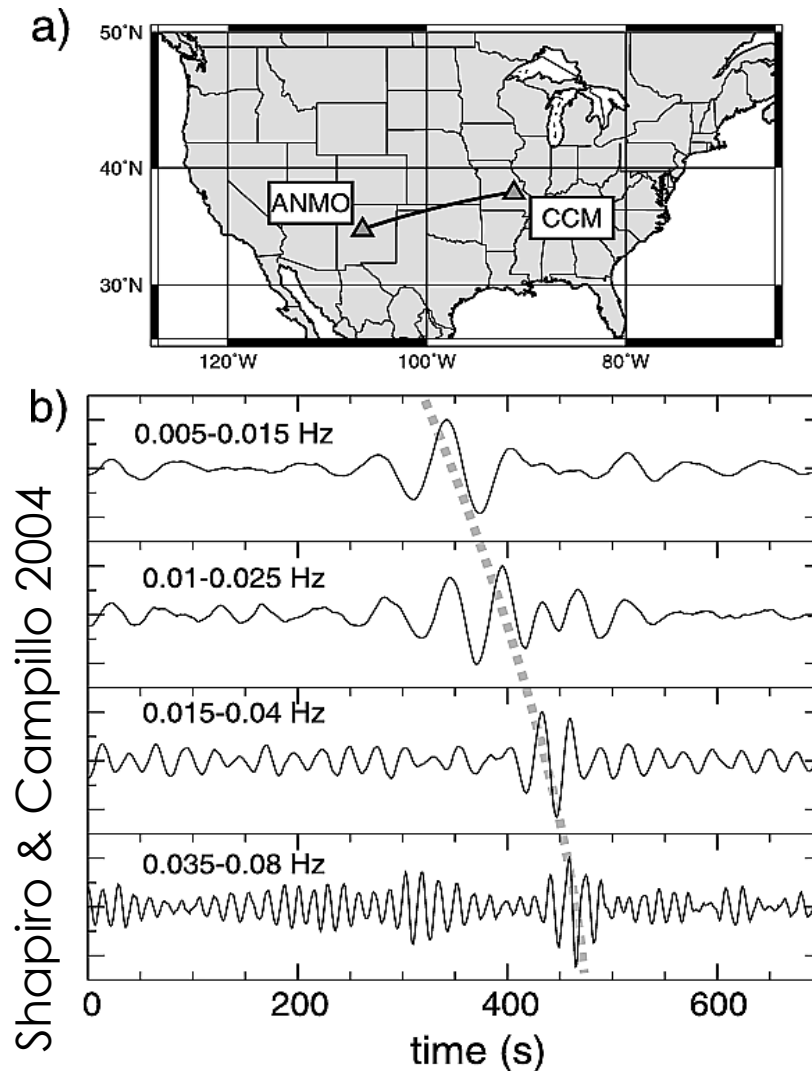 a)
50°N
40°N
30°N
ANMO
CCM
120°W
100°W
80°W
Shapiro & Campillo 2004
b)
0.005-0.015 Hz
0.01-0.025 Hz
0.015-0.04 Hz
0.035-0.08 Hz
0
200
400
600
time (s)